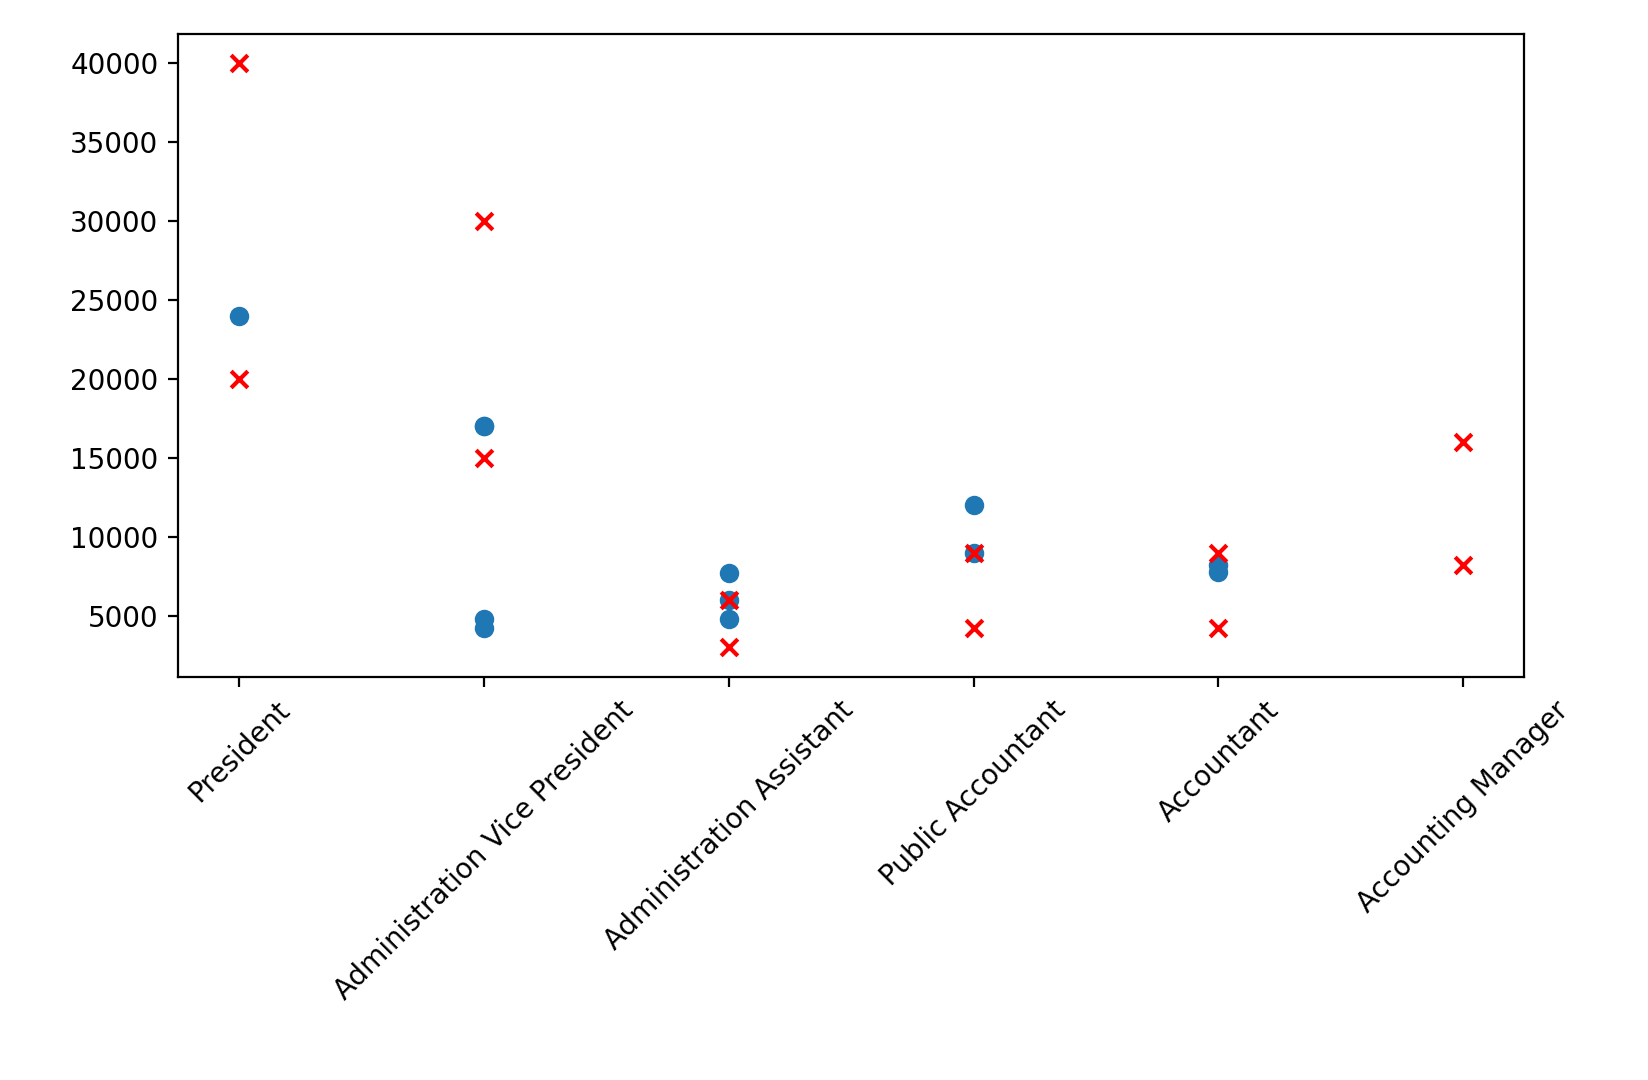 40000
35000
30000
25000
20000
15000
10000
5000
President
Administration Vice President
Administration Assistant
Public Accountant
Accountant
Accounting Manager